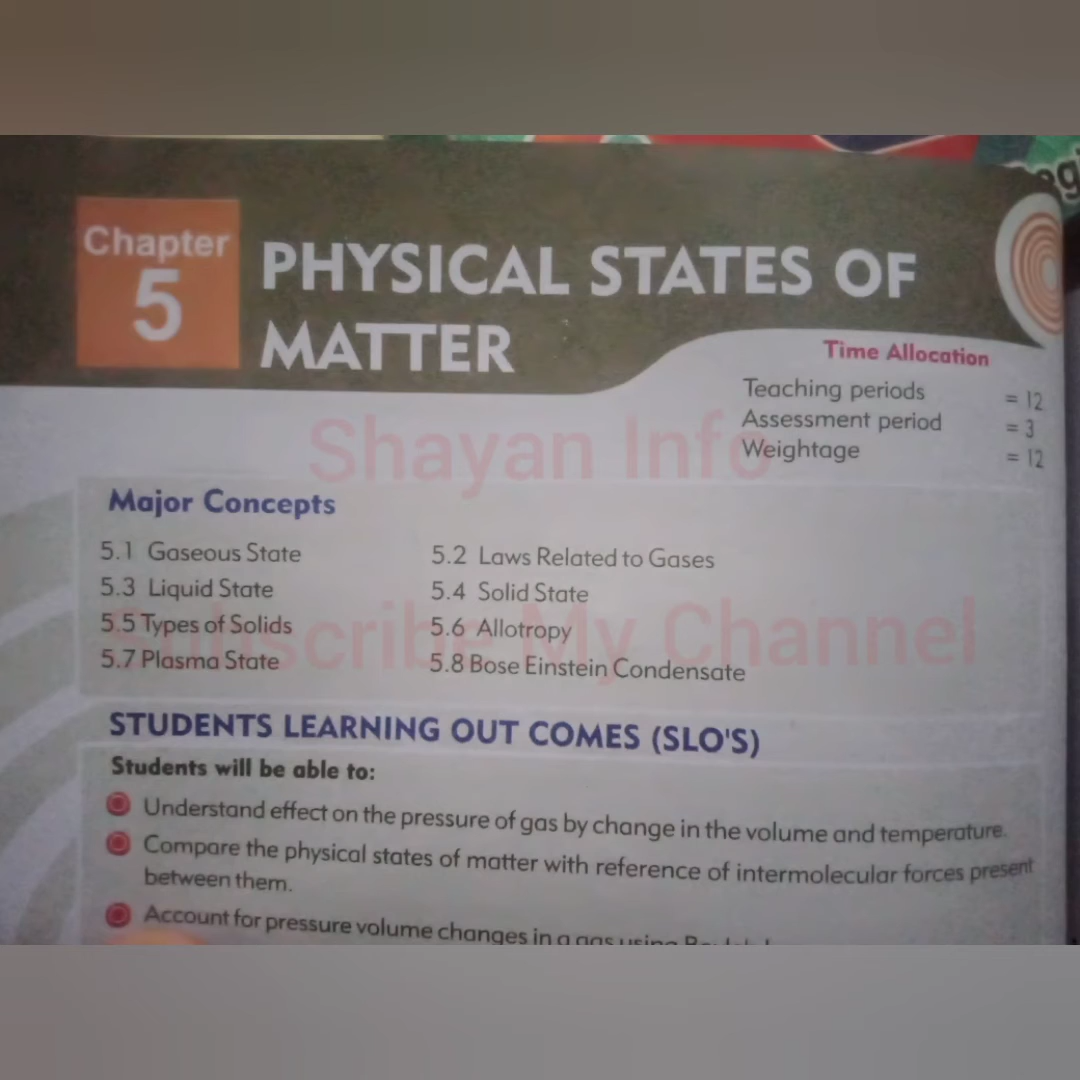 Chapter
5
PHYSICAL STATES OF
MATTER
Time Allocation
Teaching periods = 12
Assessment period = 3
Weightage = 12
Shayan Info
Major Concepts
5.1 Gaseous State 5.2 Laws Related to Gases
5.3 Liquid State 5.4 Solid State
5.5 Types of Solids 5.6 Allotropy
Subscribe My Channel
5.7 Plasma State 5.8 Bose Einstein Condensate
STUDENTS LEARNING OUT COMES (SLO'S)
Students will be able to:
Understand effect on the pressure of gas by change in the volume and temperature.
Compare the physical states of matter with reference of intermolecular forces present
between them.
Account for pressure volume changes in a gas using